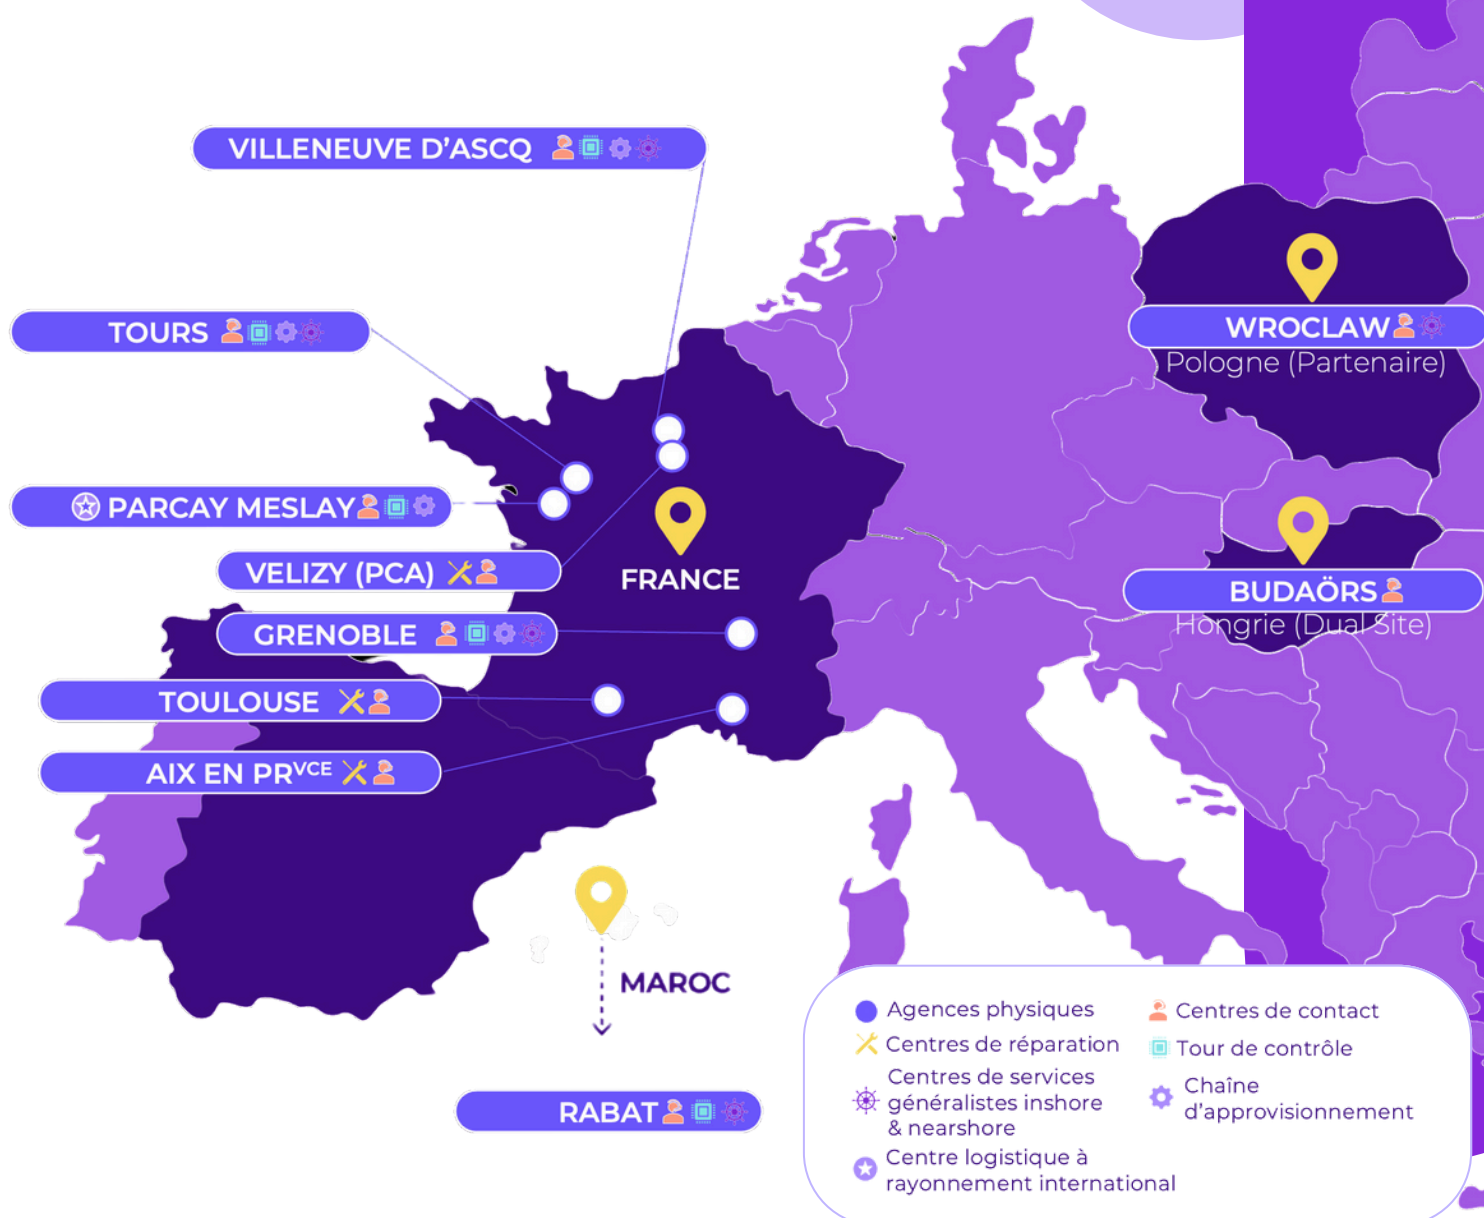 VILLENEUVE D'ASCQ
TOURS
PARCAY MESLAY
VELIZY (PCA)
GRENOBLE
TOULOUSE
AIX EN PRVCE
FRANCE
WROCLAW
Pologne (Partenaire)
BUDAÖRS
Hongrie (Dual Site)
MAROC
RABAT
Agences physiques
Centres de réparation
Centres de services
généralistes inshore
& nearshore
Centre logistique à
rayonnement international
Centres de contact
Tour de contrôle
Chaîne
d'approvisionnement